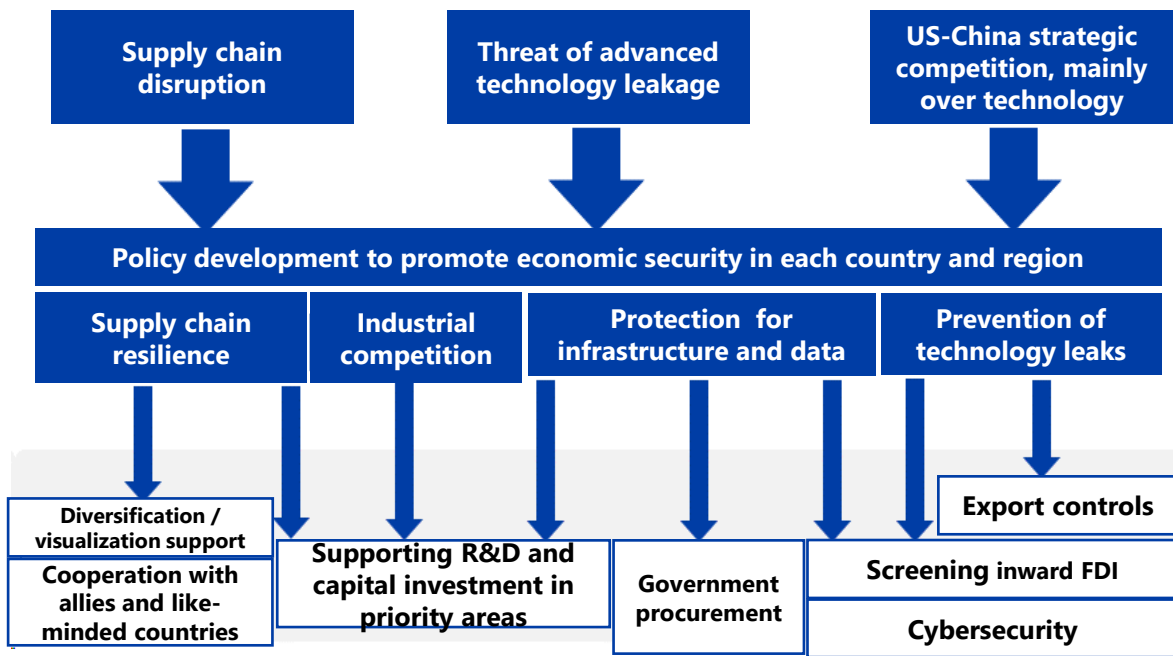 Supply chain
disruption
Threat of advanced
technology leakage
US-China strategic
competition, mainly
over technology
Policy development to promote economic security in each country and region
Supply chain
resilience
Industrial
competition
Protection for
infrastructure and data
Prevention of
technology leaks
Diversification /
visualization support
Cooperation with
allies and like-
minded countries
Supporting R&D and
capital investment in
priority areas
Government
procurement
Export controls
Screening inward FDI
Cybersecurity